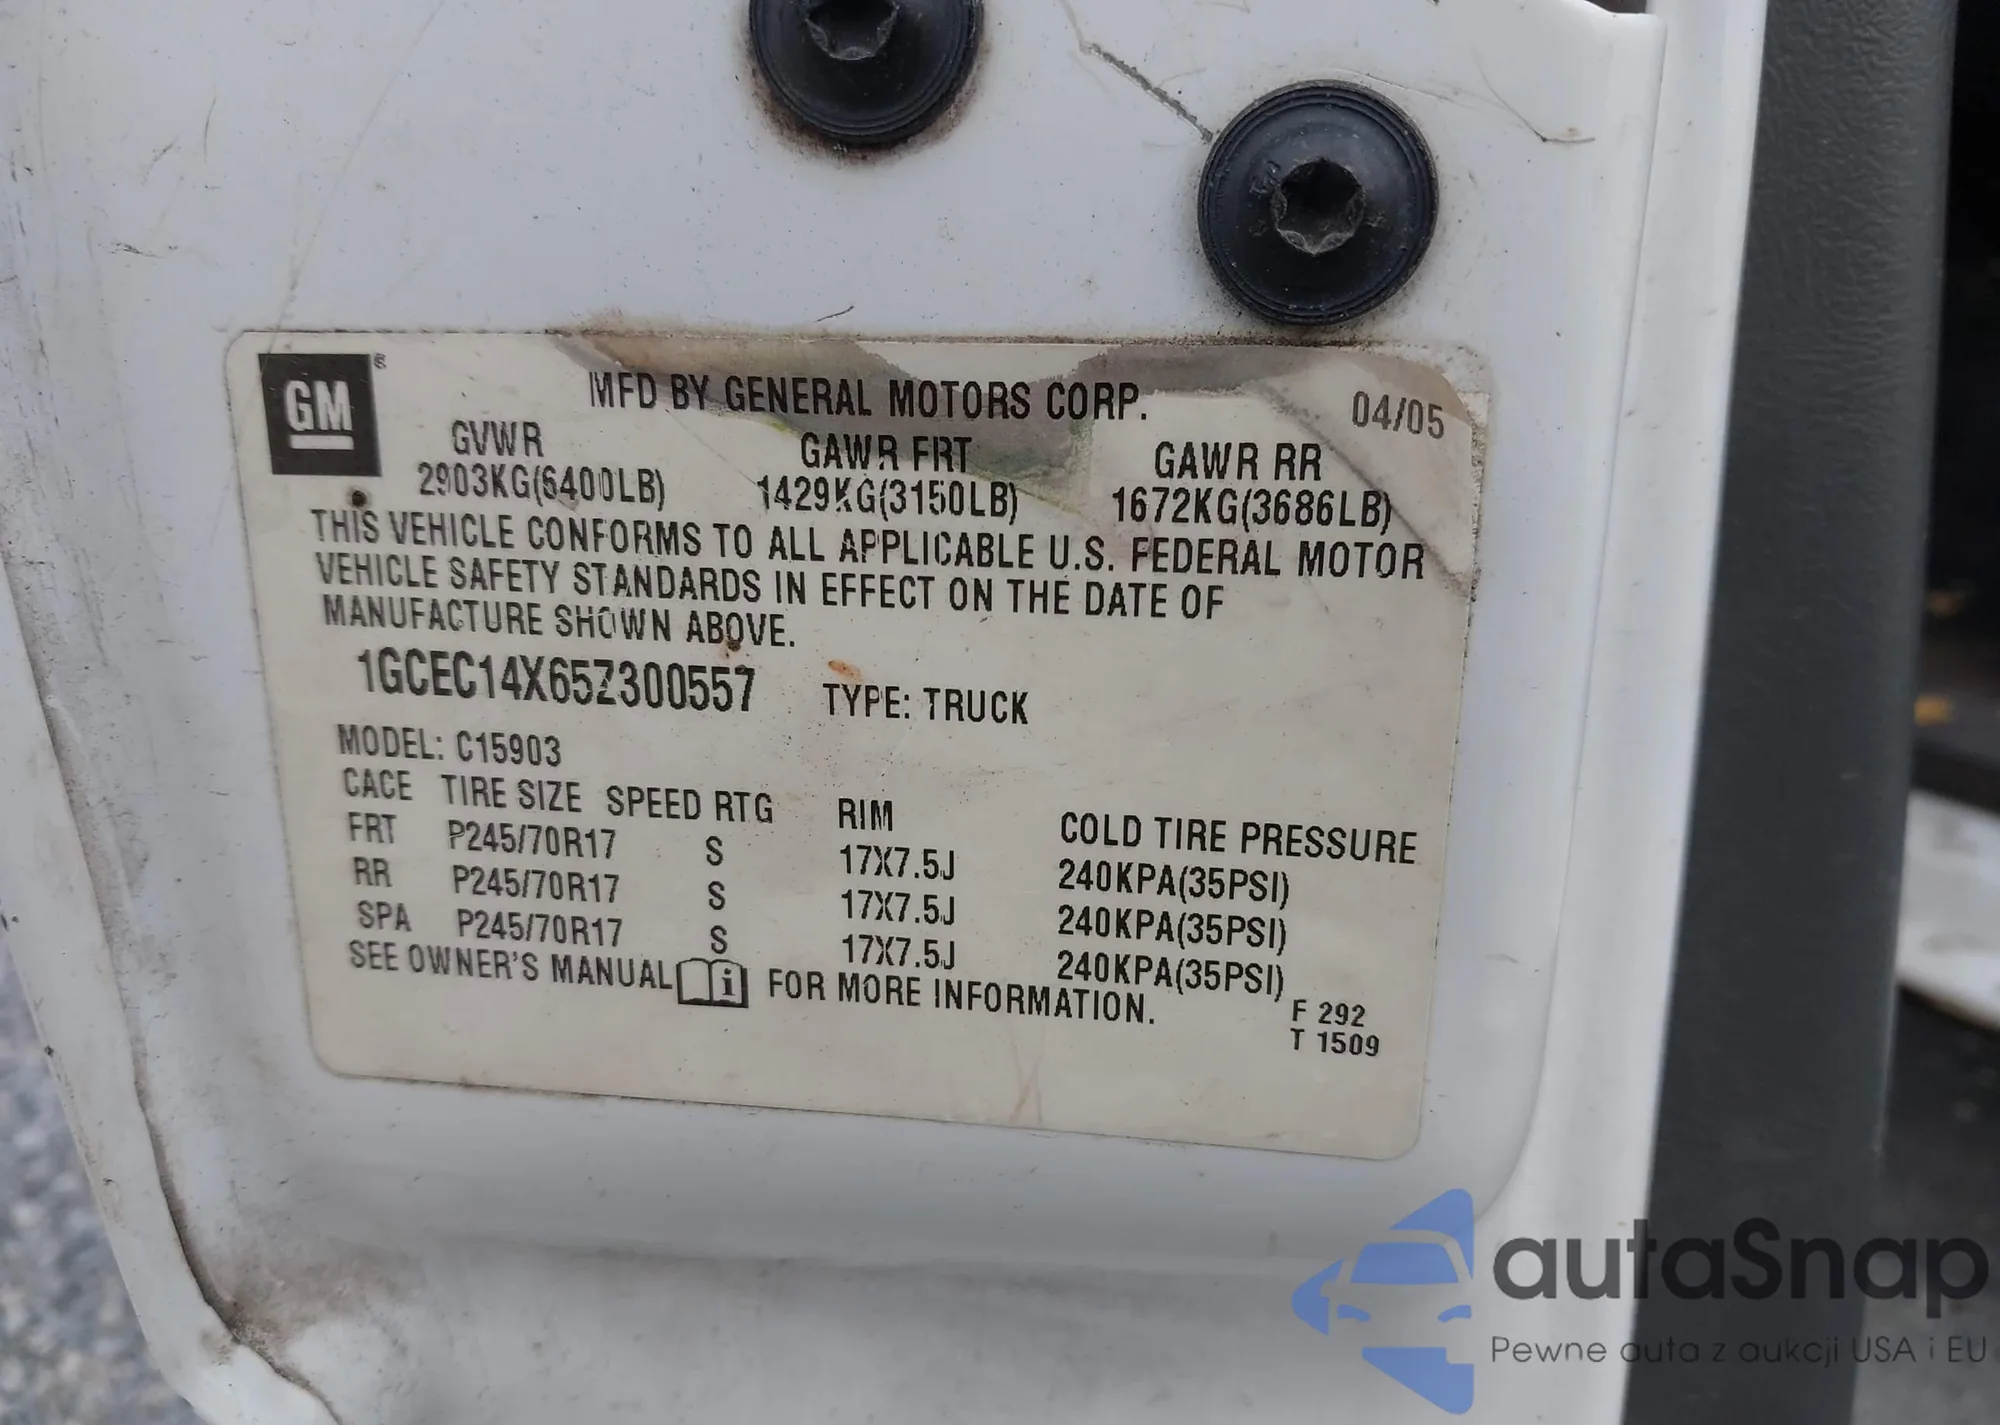 GM
MFD BY GENERAL MOTORS CORP. 04/05
GVWR GAWR FRT GAWR RR
2903KG(6400LB) 1429KG(3150LB) 1672KG(3686LB)
THIS VEHICLE CONFORMS TO ALL APPLICABLE U.S. FEDERAL MOTOR
VEHICLE SAFETY STANDARDS IN EFFECT ON THE DATE OF
MANUFACTURE SHOWN ABOVE.
1GCEC14X65Z300557 TYPE: TRUCK
MODEL: C15903
CACE TIRE SIZE SPEED RTG RIM COLD TIRE PRESSURE
FRT P245/70R17 S 17X7.5J 240KPA(35PSI)
RR P245/70R17 S 17X7.5J 240KPA(35PSI)
SPA P245/70R17 S 17X7.5J 240KPA(35PSI)
SEE OWNER'S MANUAL i FOR MORE INFORMATION.
F 292
T 1509
autaSnap
Pewne auta z aukcji USA i EU